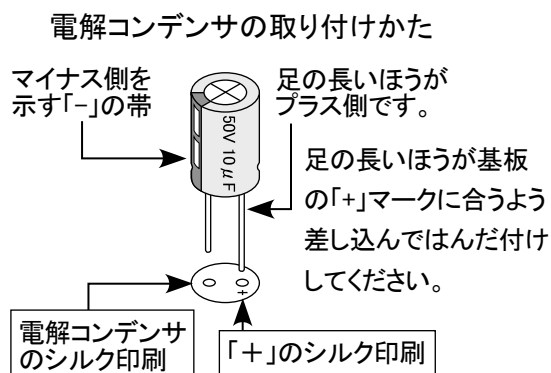 電解コンデンサの取り付けかた
マイナス側を
示す「−」の帯
足の長いほうが
プラス側です。
50V 10μF
足の長いほうが基板
の「+」マークに合うよう
差し込んではんだ付け
してください。
+
電解コンデンサ
のシルク印刷
「＋」のシルク印刷